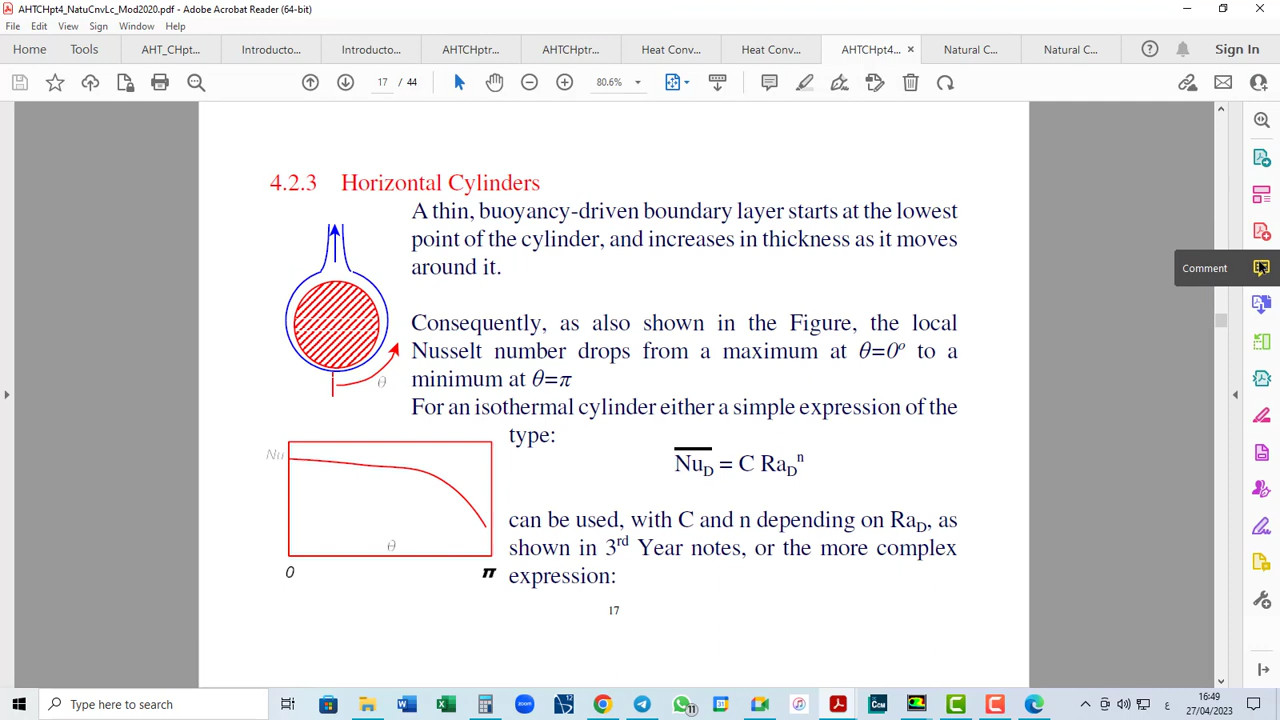 AHTCHpt4_NatuCnvLc_Mod2020.pdf - Adobe Acrobat Reader (64-bit)
File Edit View Sign Window Help
Home Tools AHT_CHpt... Introducto... Introducto... AHTCHptr... AHTCHptr... Heat Conv... Heat Conv... AHTCHpt4... × Natural C... Natural C... Sign In
17 / 44 80.6%
4.2.3 Horizontal Cylinders
A thin, buoyancy-driven boundary layer starts at the lowest
point of the cylinder, and increases in thickness as it moves
around it.
Comment
Consequently, as also shown in the Figure, the local
Nusselt number drops from a maximum at θ=0° to a
minimum at θ=π
θ
For an isothermal cylinder either a simple expression of the
type:
Nu
N̅u̅_D = C Ra_D^n
can be used, with C and n depending on Ra_D, as
shown in 3rd Year notes, or the more complex
expression:
θ
0 π
17
Type here to search
zoom
11
31
COM
ع
16:49
27/04/2023